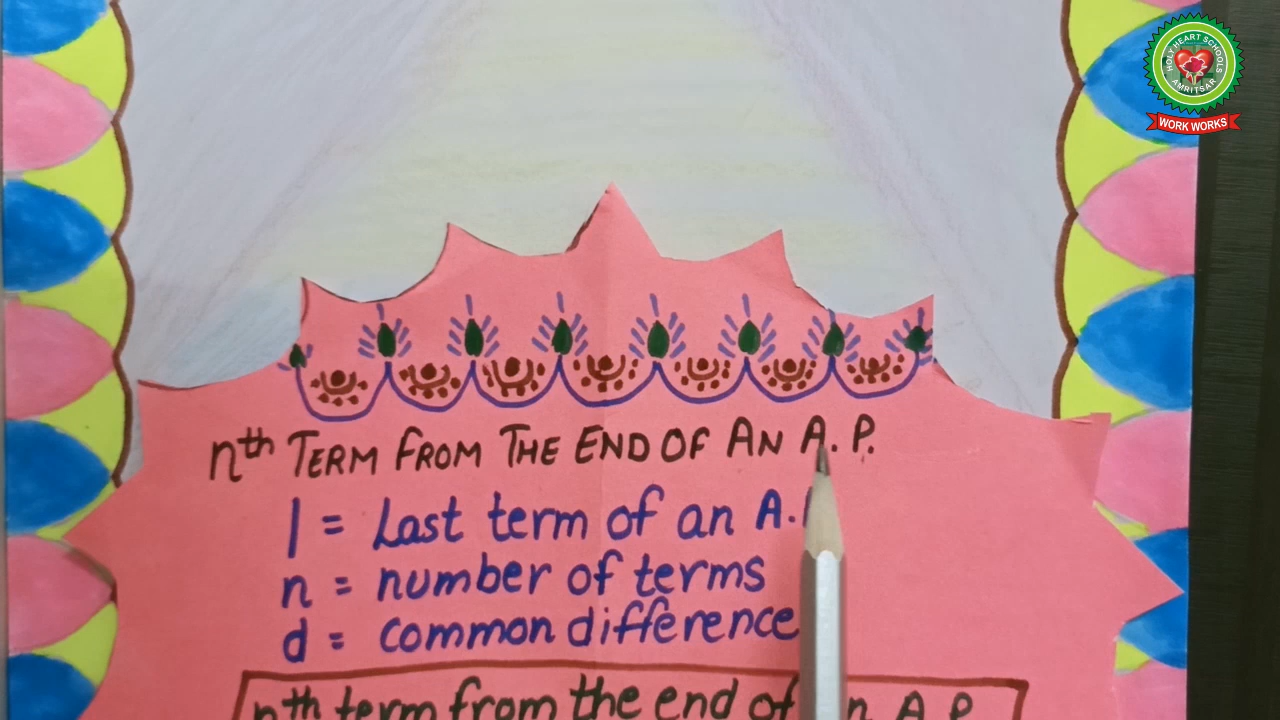 HOLY HEART SCHOOLS
AMRITSAR
WORK WORKS
nth TERM FROM THE END OF AN A.P.
l = Last term of an A.
n = number of terms
d = common difference
nth term from the end of an A.P.